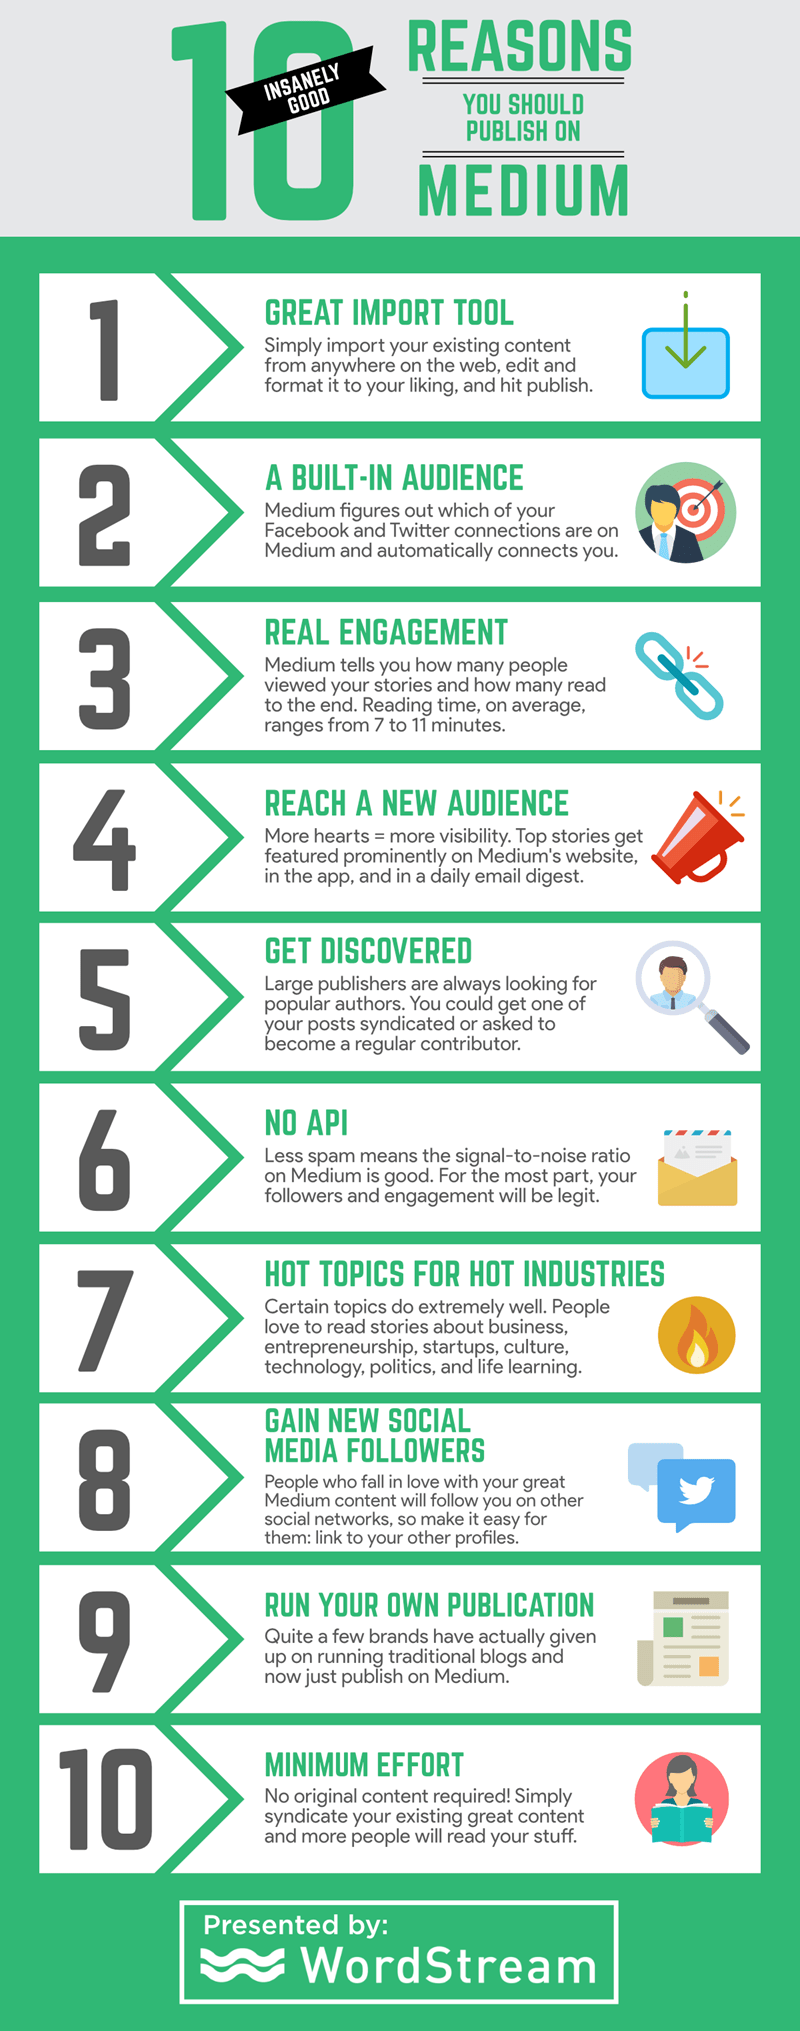 10
INSANELY
GOOD
REASONS
YOU SHOULD
PUBLISH ON
MEDIUM
1
GREAT IMPORT TOOL
Simply import your existing content
from anywhere on the web, edit and
format it to your liking, and hit publish.
2
A BUILT-IN AUDIENCE
Medium figures out which of your
Facebook and Twitter connections are on
Medium and automatically connects you.
3
REAL ENGAGEMENT
Medium tells you how many people
viewed your stories and how many read
to the end. Reading time, on average,
ranges from 7 to 11 minutes.
4
REACH A NEW AUDIENCE
More hearts = more visibility. Top stories get
featured prominently on Medium's website,
in the app, and in a daily email digest.
5
GET DISCOVERED
Large publishers are always looking for
popular authors. You could get one of
your posts syndicated or asked to
become a regular contributor.
6
NO API
Less spam means the signal-to-noise ratio
on Medium is good. For the most part, your
followers and engagement will be legit.
7
HOT TOPICS FOR HOT INDUSTRIES
Certain topics do extremely well. People
love to read stories about business,
entrepreneurship, startups, culture,
technology, politics, and life learning.
8
GAIN NEW SOCIAL
MEDIA FOLLOWERS
People who fall in love with your great
Medium content will follow you on other
social networks, so make it easy for
them: link to your other profiles.
9
RUN YOUR OWN PUBLICATION
Quite a few brands have actually given
up on running traditional blogs and
now just publish on Medium.
10
MINIMUM EFFORT
No original content required! Simply
syndicate your existing great content
and more people will read your stuff.
Presented by:
WordStream